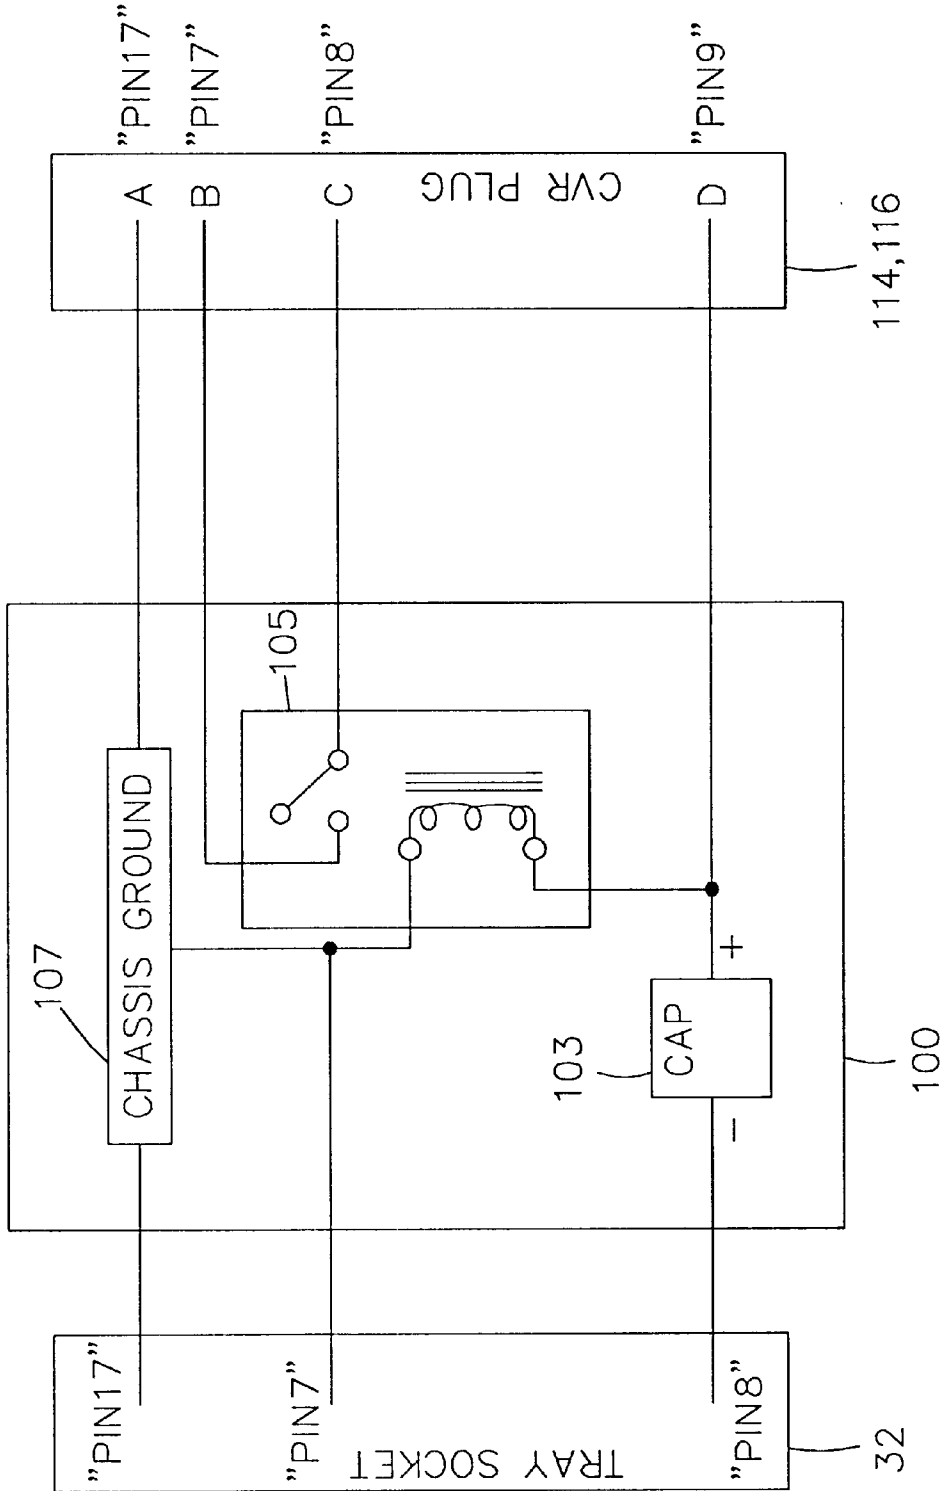 "PIN17"
"PIN7"
"PIN8"
"PIN9"
A
B
C
D
CVR PLUG
114,116
105
107
CHASSIS GROUND
103
CAP
+
−
100
"PIN17"
"PIN7"
"PIN8"
TRAY SOCKET
32